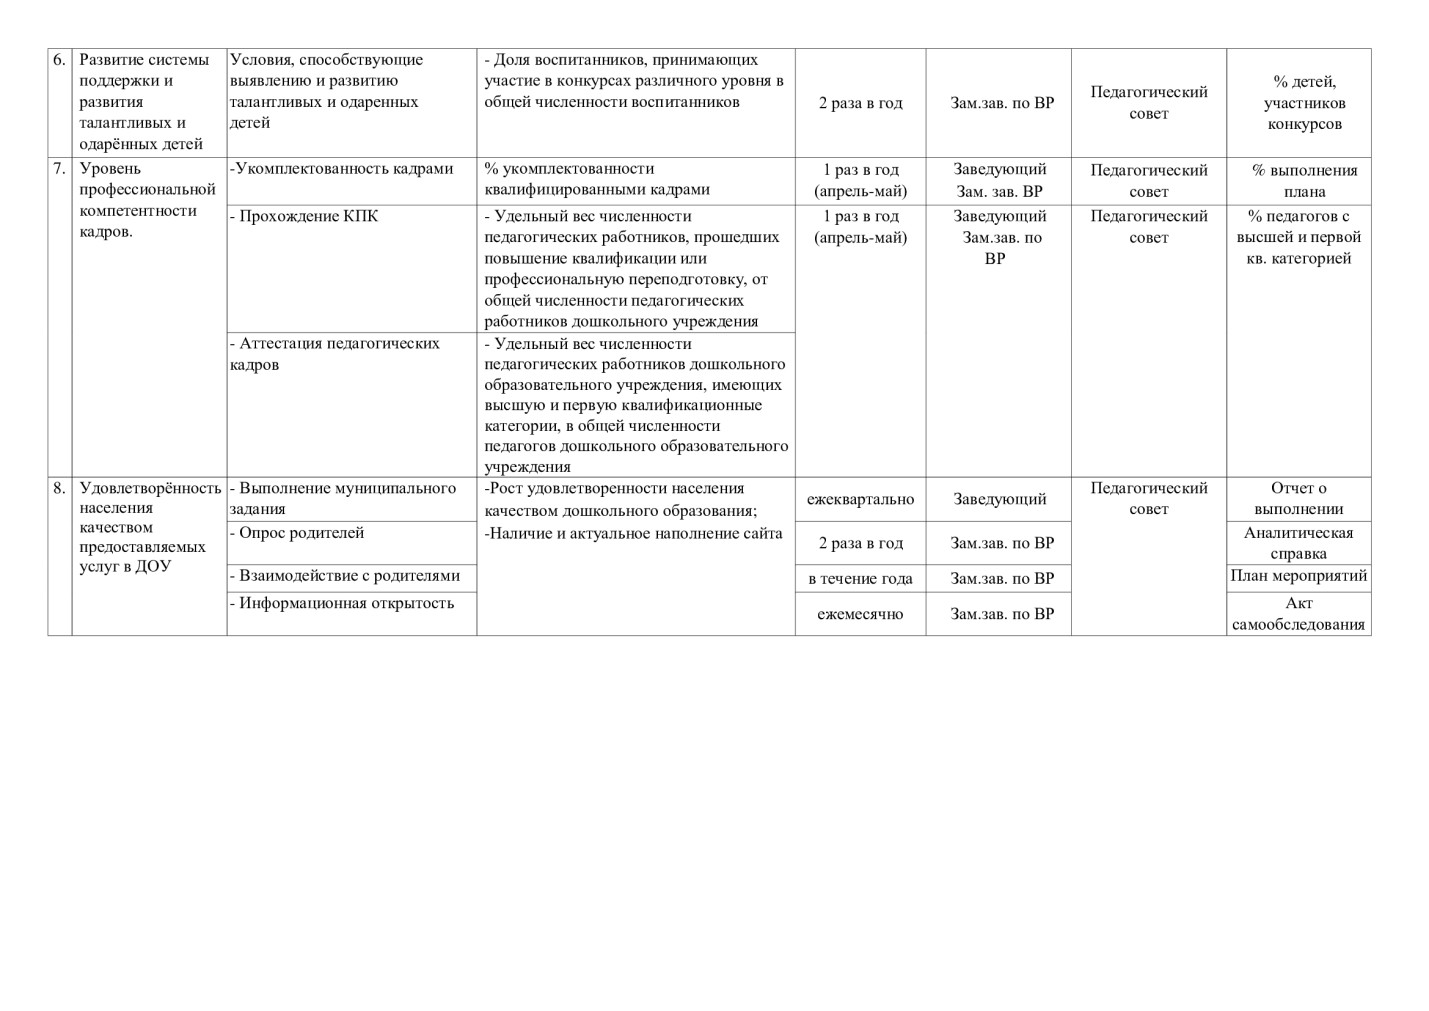 6.
Развитие системы
поддержки и
развития
талантливых и
одарённых детей
Условия, способствующие
выявлению и развитию
талантливых и одаренных
детей
- Доля воспитанников, принимающих
участие в конкурсах различного уровня в
общей численности воспитанников
2 раза в год
Зам.зав. по ВР
Педагогический
совет
% детей,
участников
конкурсов
7.
Уровень
профессиональной
компетентности
кадров.
-Укомплектованность кадрами
% укомплектованности
квалифицированными кадрами
1 раз в год
(апрель-май)
Заведующий
Зам. зав. ВР
Педагогический
совет
% выполнения
плана
- Прохождение КПК
- Удельный вес численности
педагогических работников, прошедших
повышение квалификации или
профессиональную переподготовку, от
общей численности педагогических
работников дошкольного учреждения
1 раз в год
(апрель-май)
Заведующий
Зам.зав. по
ВР
Педагогический
совет
% педагогов с
высшей и первой
кв. категорией
- Аттестация педагогических
кадров
- Удельный вес численности
педагогических работников дошкольного
образовательного учреждения, имеющих
высшую и первую квалификационные
категории, в общей численности
педагогов дошкольного образовательного
учреждения
8.
Удовлетворённость
населения
качеством
предоставляемых
услуг в ДОУ
- Выполнение муниципального
задания
-Рост удовлетворенности населения
качеством дошкольного образования;
-Наличие и актуальное наполнение сайта
ежеквартально
Заведующий
Педагогический
совет
Отчет о
выполнении
- Опрос родителей
2 раза в год
Зам.зав. по ВР
Аналитическая
справка
- Взаимодействие с родителями
в течение года
Зам.зав. по ВР
План мероприятий
- Информационная открытость
ежемесячно
Зам.зав. по ВР
Акт
самообследования